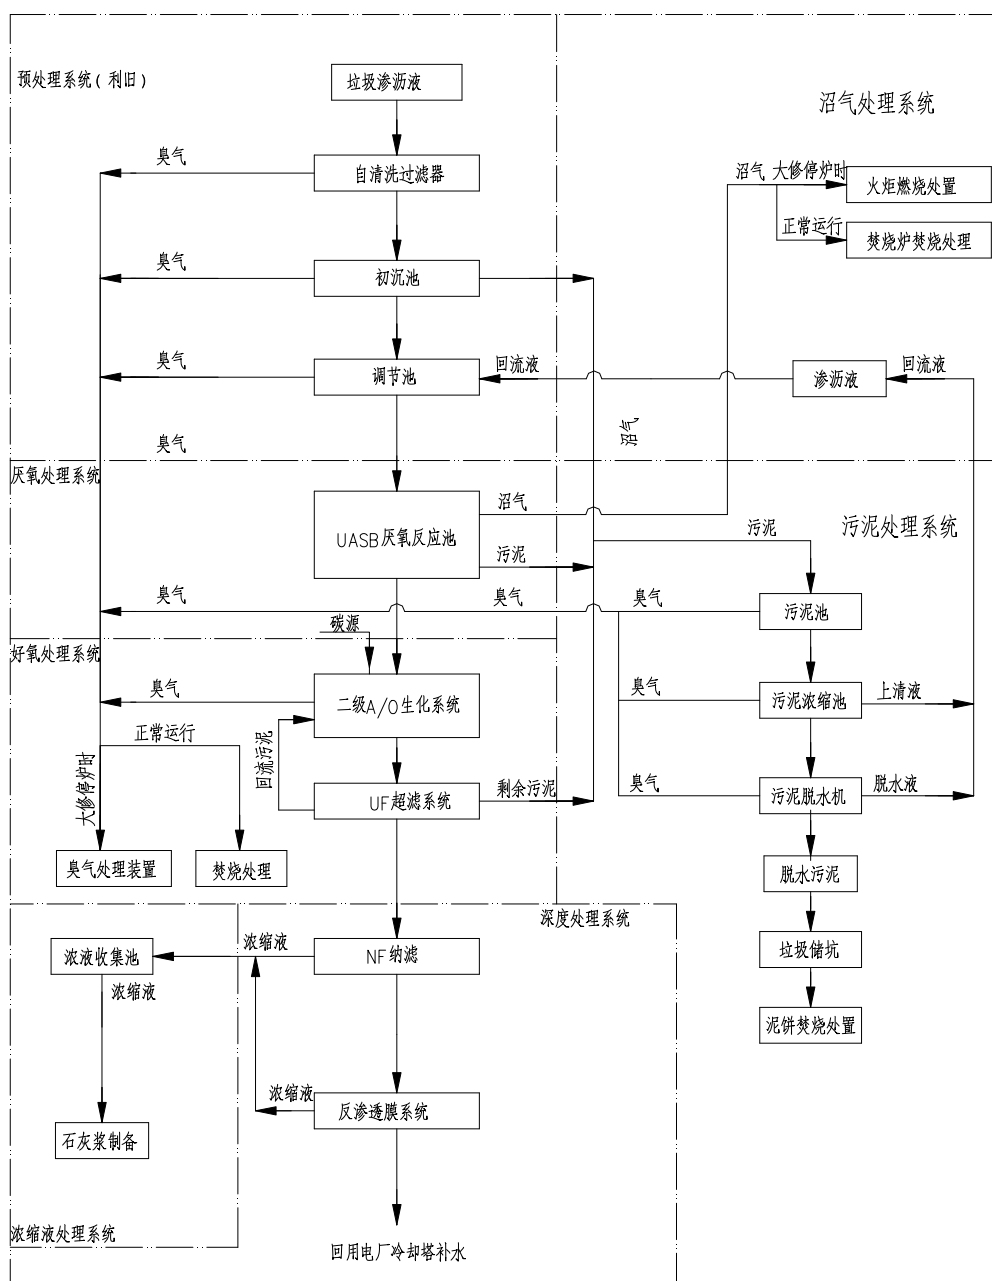 预处理系统(利旧)
垃圾渗沥液
沼气处理系统
臭气
自清洗过滤器
沼气
大修停炉时
火炬燃烧处置
正常运行
焚烧炉焚烧处理
臭气
初沉池
臭气
调节池
回流液
渗沥液
回流液
沼气
臭气
厌氧处理系统
沼气
UASB厌氧反应池
污泥
污泥
污泥处理系统
臭气
臭气
臭气
污泥池
碳源
好氧处理系统
臭气
二级A/O生化系统
臭气
污泥浓缩池
上清液
正常运行
回流污泥
大修停炉时
UF超滤系统
剩余污泥
臭气
污泥脱水机
脱水液
臭气处理装置
焚烧处理
脱水污泥
深度处理系统
浓缩液
浓液收集池
NF纳滤
垃圾储坑
浓缩液
泥饼焚烧处置
浓缩液
反渗透膜系统
石灰浆制备
浓缩液处理系统
回用电厂冷却塔补水